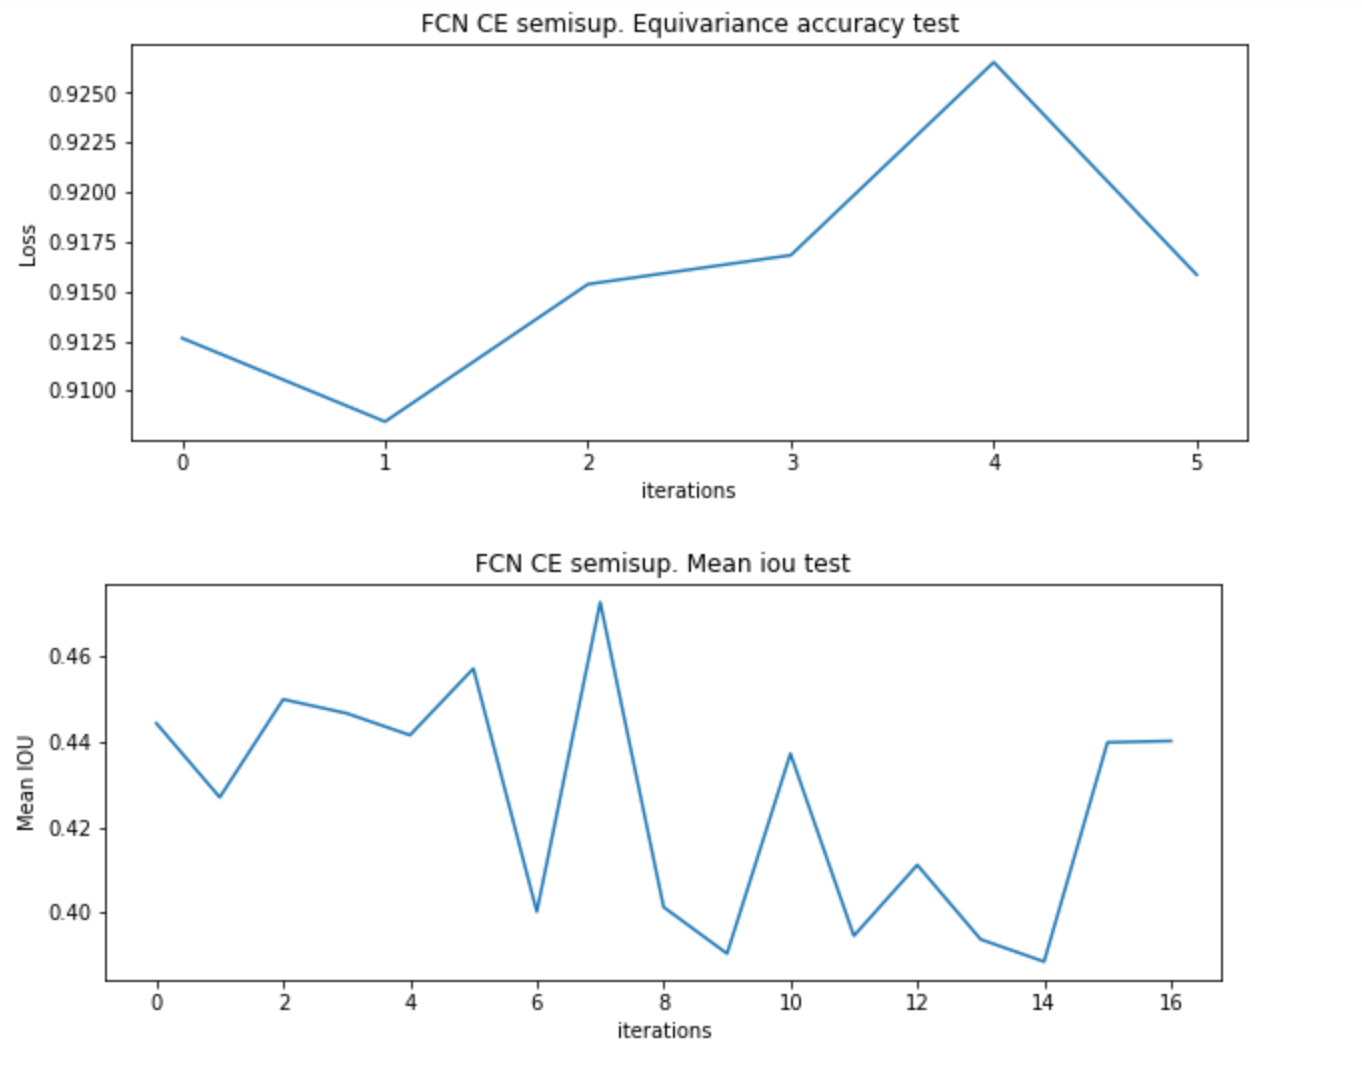 FCN CE semisup. Equivariance accuracy test
0.9250
0.9225
0.9200
0.9175
0.9150
0.9125
0.9100
Loss
0 1 2 3 4 5
iterations
FCN CE semisup. Mean iou test
0.46
0.44
0.42
0.40
Mean IOU
0 2 4 6 8 10 12 14 16
iterations